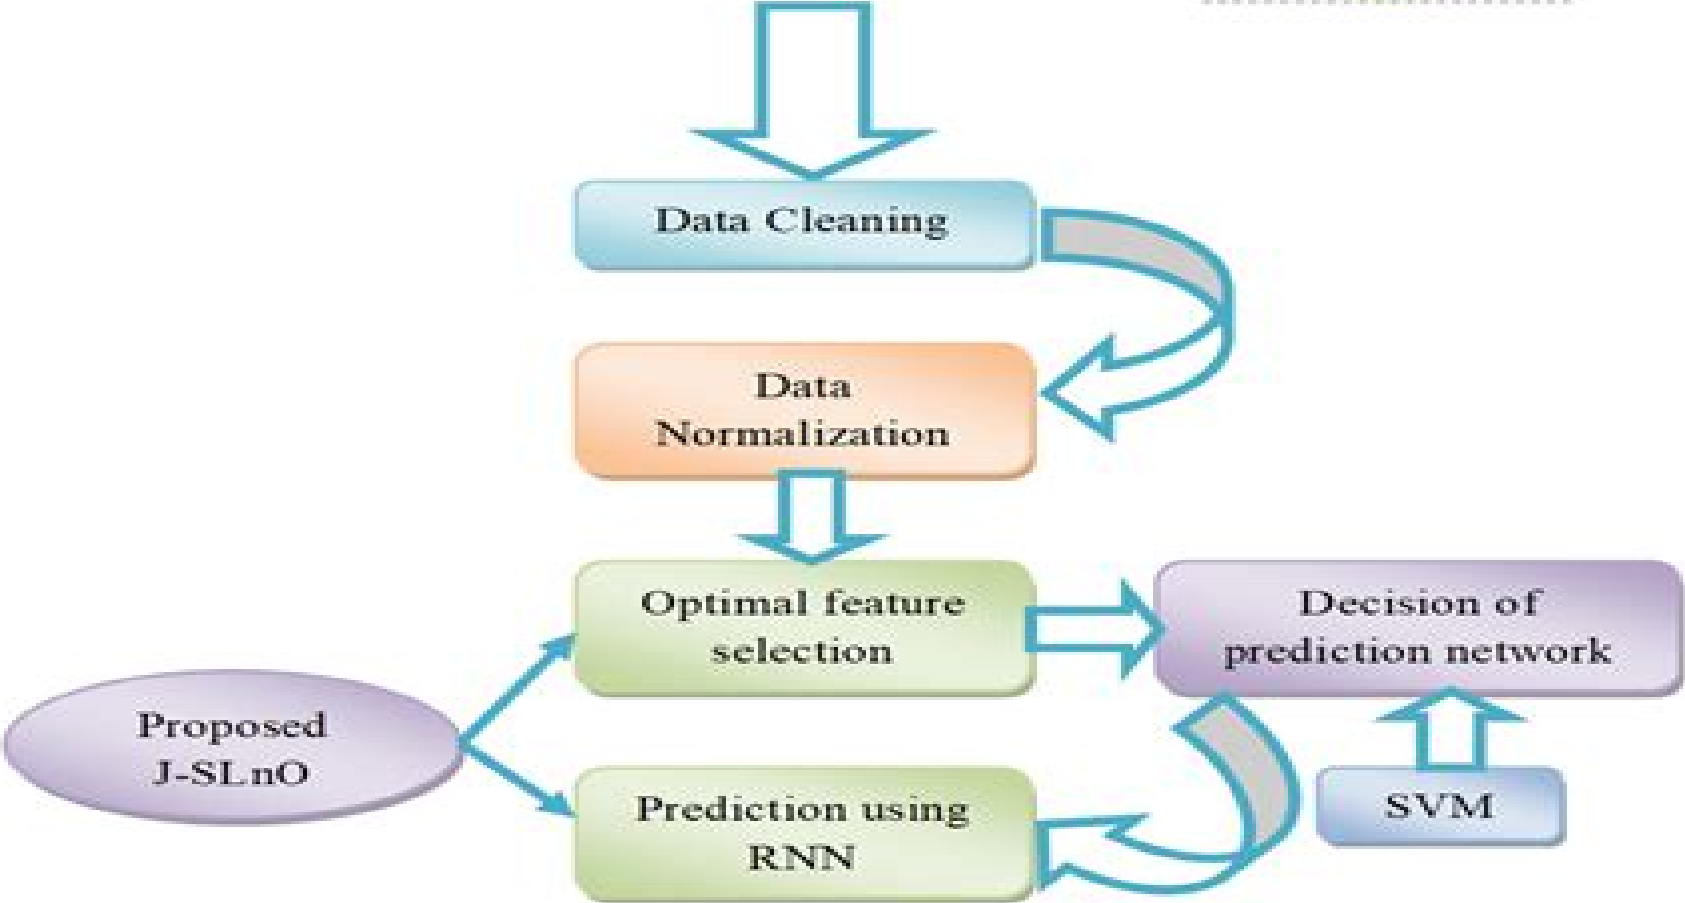 Data Cleaning
Data
Normalization
Optimal feature
selection
Decision of
prediction network
Proposed
J-SLnO
Prediction using
RNN
SVM